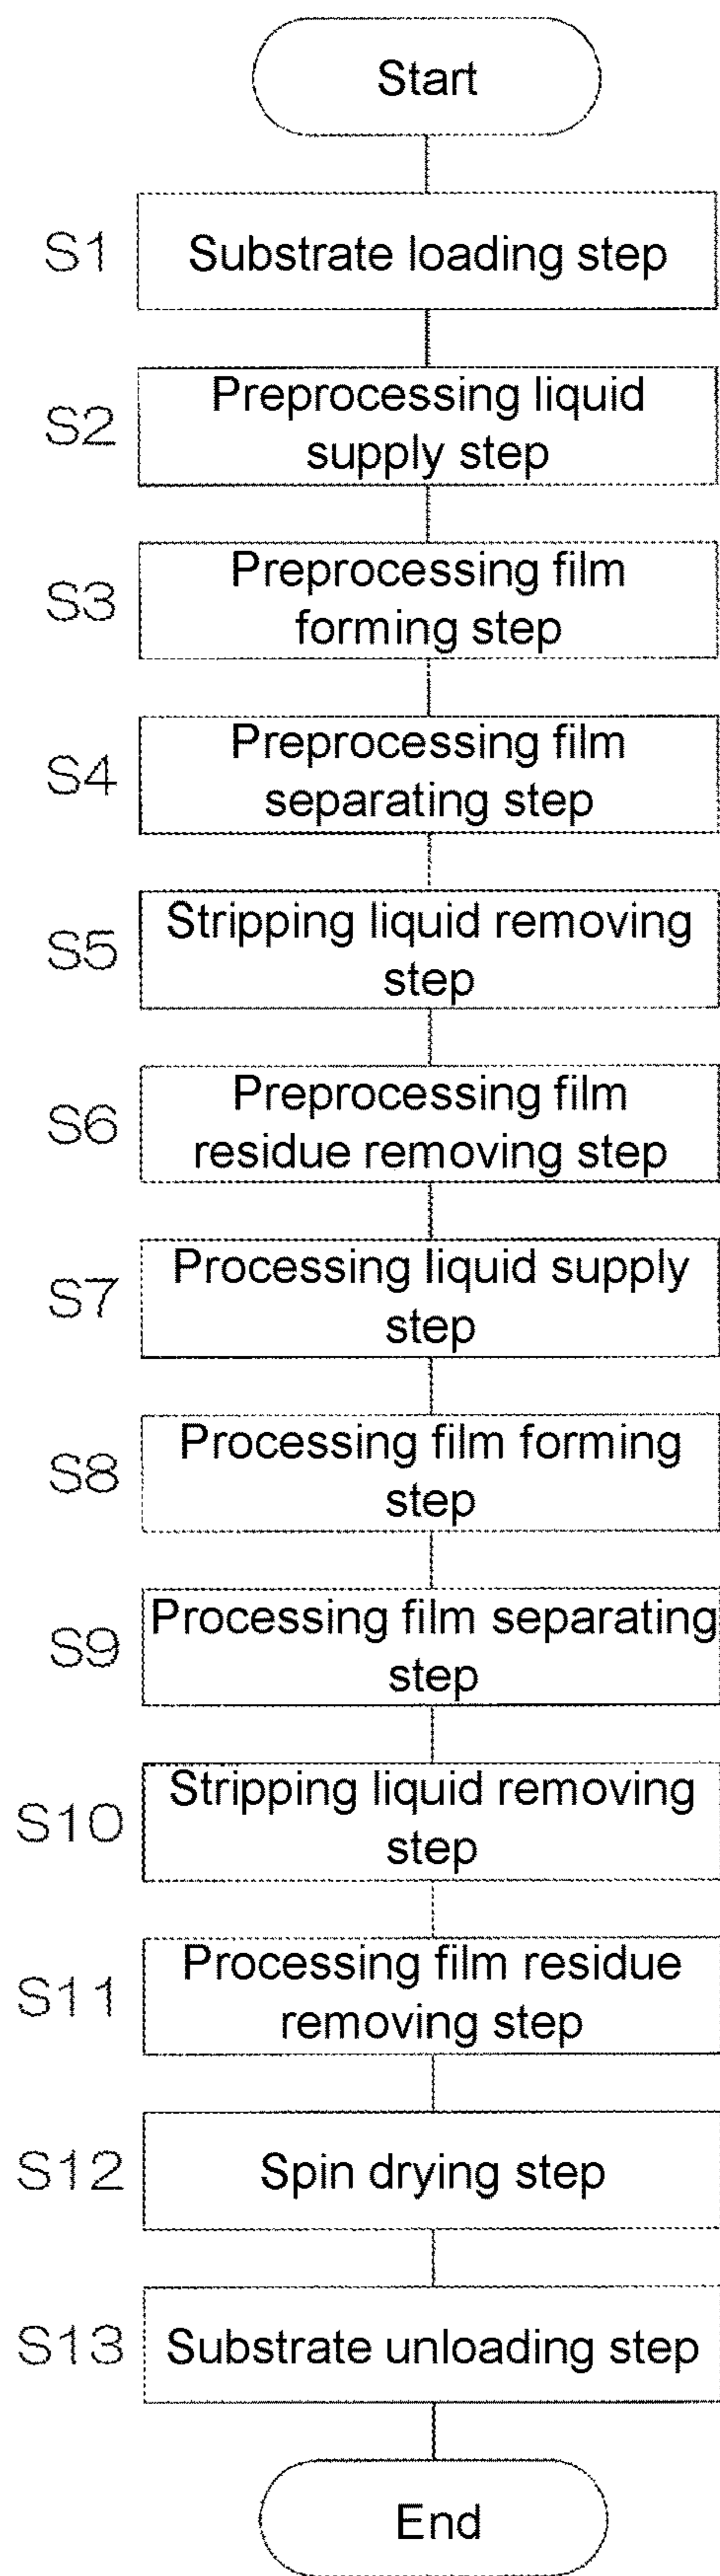 Start
S1
Substrate loading step
S2
Preprocessing liquid
supply step
S3
Preprocessing film
forming step
S4
Preprocessing film
separating step
S5
Stripping liquid removing
step
S6
Preprocessing film
residue removing step
S7
Processing liquid supply
step
S8
Processing film forming
step
S9
Processing film separating
step
S10
Stripping liquid removing
step
S11
Processing film residue
removing step
S12
Spin drying step
S13
Substrate unloading step
End